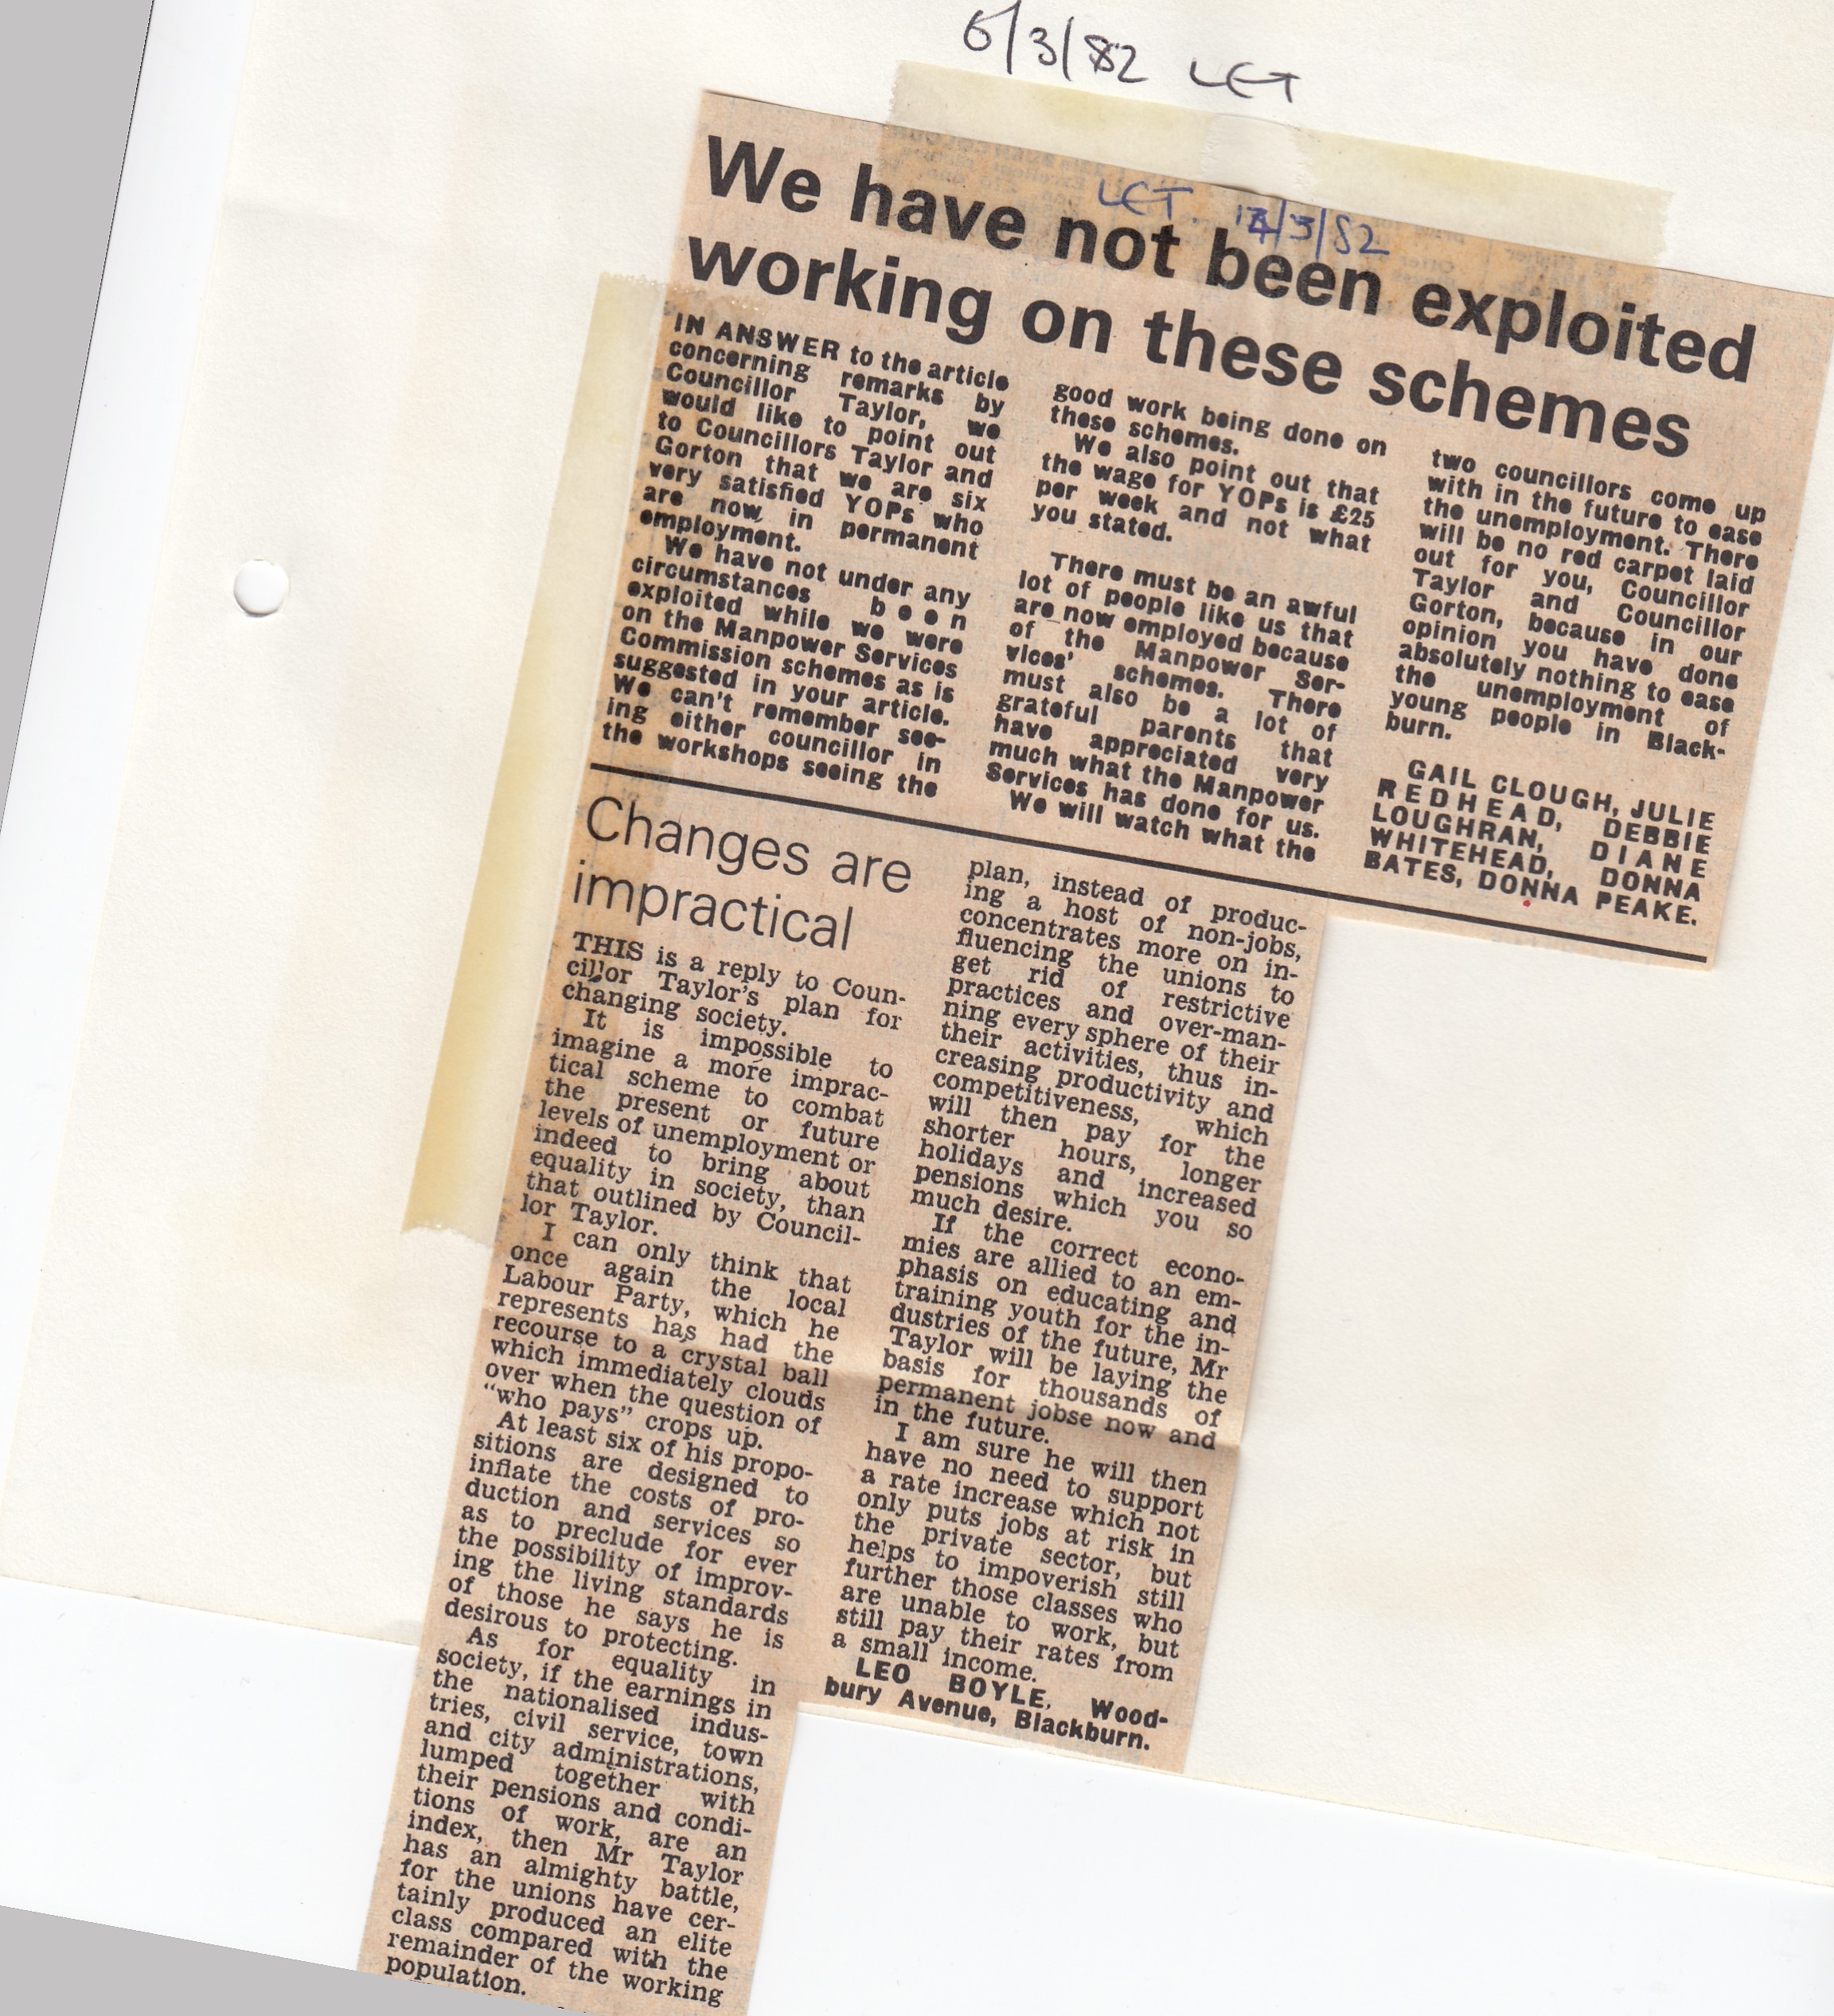 6/3/82 LET
LET. 14/3/82
We have not been exploited
working on these schemes
IN ANSWER to the article
concerning remarks by
Councillor Taylor, we
would like to point out
to Councillors Taylor and
Gorton that we are six
very satisfied YOPs who
are now in permanent
employment.
We have not under any
circumstances been
exploited while we were
on the Manpower Services
Commission schemes as is
suggested in your article.
We can't remember see-
ing either councillor in
the workshops seeing the
good work being done on
these schemes.
We also point out that
the wage for YOPs is £25
per week and not what
you stated.
There must be an awful
lot of people like us that
are now employed because
of the Manpower Ser-
vices' schemes. There
must also be a lot of
grateful parents that
have appreciated very
much what the Manpower
Services has done for us.
We will watch what the
two councillors come up
with in the future to ease
the unemployment. There
will be no red carpet laid
out for you, Councillor
Taylor and Councillor
Gorton, because in our
opinion you have done
absolutely nothing to ease
the unemployment of
young people in Black-
burn.
GAIL CLOUGH, JULIE
REDHEAD, DEBBIE
LOUGHRAN, DIANE
WHITEHEAD, DONNA
BATES, DONNA PEAKE.
Changes are
impractical
THIS is a reply to Coun-
cillor Taylor's plan for
changing society.
It is impossible to
imagine a more imprac-
tical scheme to combat
the present or future
levels of unemployment or
indeed to bring about
equality in society, than
that outlined by Council-
lor Taylor.
I can only think that
once again the local
Labour Party, which he
represents has had the
recourse to a crystal ball
which immediately clouds
over when the question of
"who pays" crops up.
At least six of his propo-
sitions are designed to
inflate the costs of pro-
duction and services so
as to preclude for ever
the possibility of improv-
ing the living standards
of those he says he is
desirous to protecting.
As for equality in
society, if the earnings in
the nationalised indus-
tries, civil service, town
and city administrations,
lumped together with
their pensions and condi-
tions of work, are an
index, then Mr Taylor
has an almighty battle,
for the unions have cer-
tainly produced an elite
class compared with the
remainder of the working
population.
plan, instead of produc-
ing a host of non-jobs,
concentrates more on in-
fluencing the unions to
get rid of restrictive
practices and over-man-
ning every sphere of their
their activities, thus in-
creasing productivity and
competitiveness, which
will then pay for the
shorter hours, longer
holidays and increased
pensions which you so
much desire.
If the correct econo-
mies are allied to an em-
phasis on educating and
training youth for the in-
dustries of the future, Mr
Taylor will be laying the
basis for thousands of
permanent jobse now and
in the future.
I am sure he will then
have no need to support
a rate increase which not
only puts jobs at risk in
the private sector, but
helps to impoverish still
further those classes who
are unable to work, but
still pay their rates from
a small income.
LEO BOYLE, Wood-
bury Avenue, Blackburn.